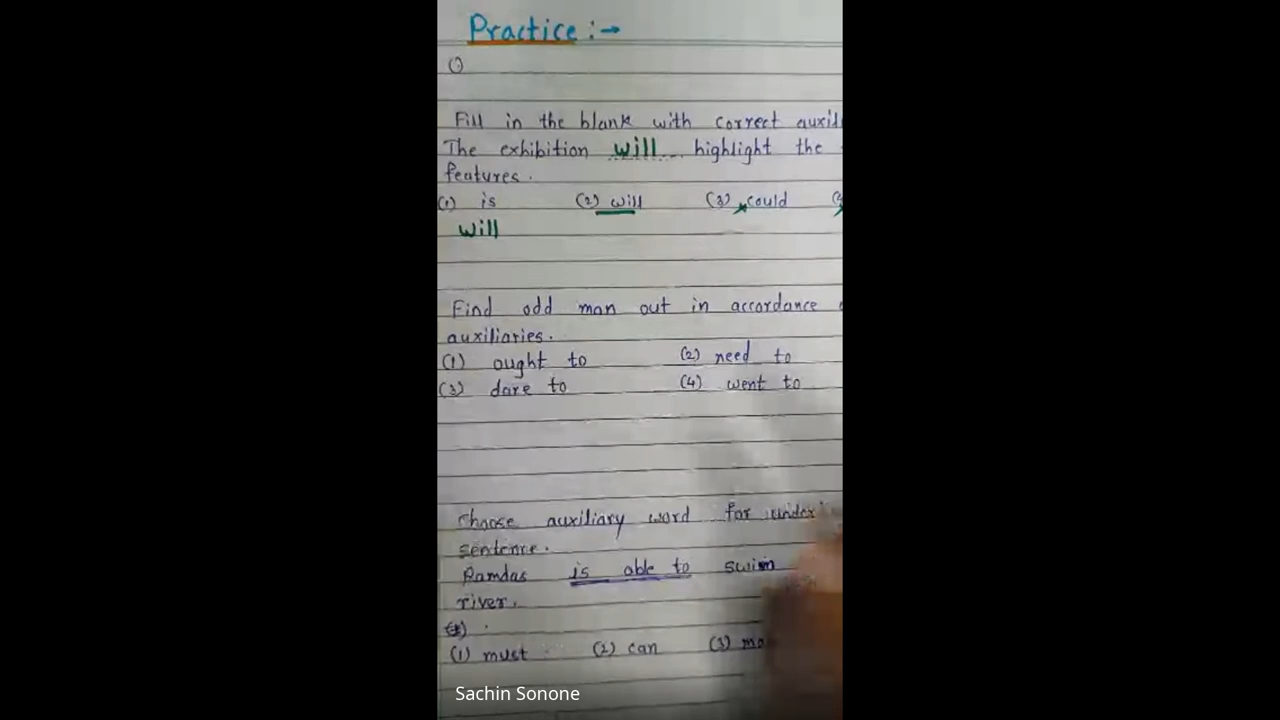 Practice :→
Fill in the blank with correct
The exhibition will highlight the
features.
(1) is (2) will (3) could
will
Find odd man out in accordance
auxiliaries.
(1) ought to (2) need to
(3) dare to (4) went to
Choose auxiliary word for
sentence.
Ramdas is able to swim
river.
(1) must (2) can (3)
Sachin Sonone